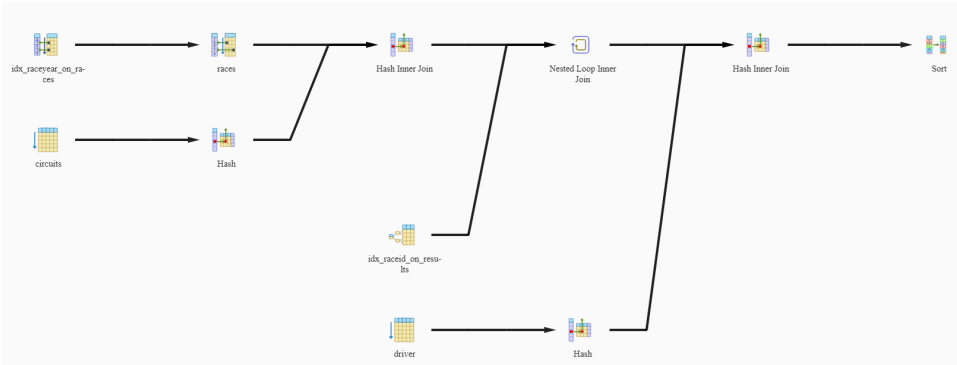 idx_raceyear_on_ra-
ces
races
Hash Inner Join
Nested Loop Inner
Join
Hash Inner Join
Sort
circuits
Hash
idx_raceid_on_resu-
lts
driver
Hash